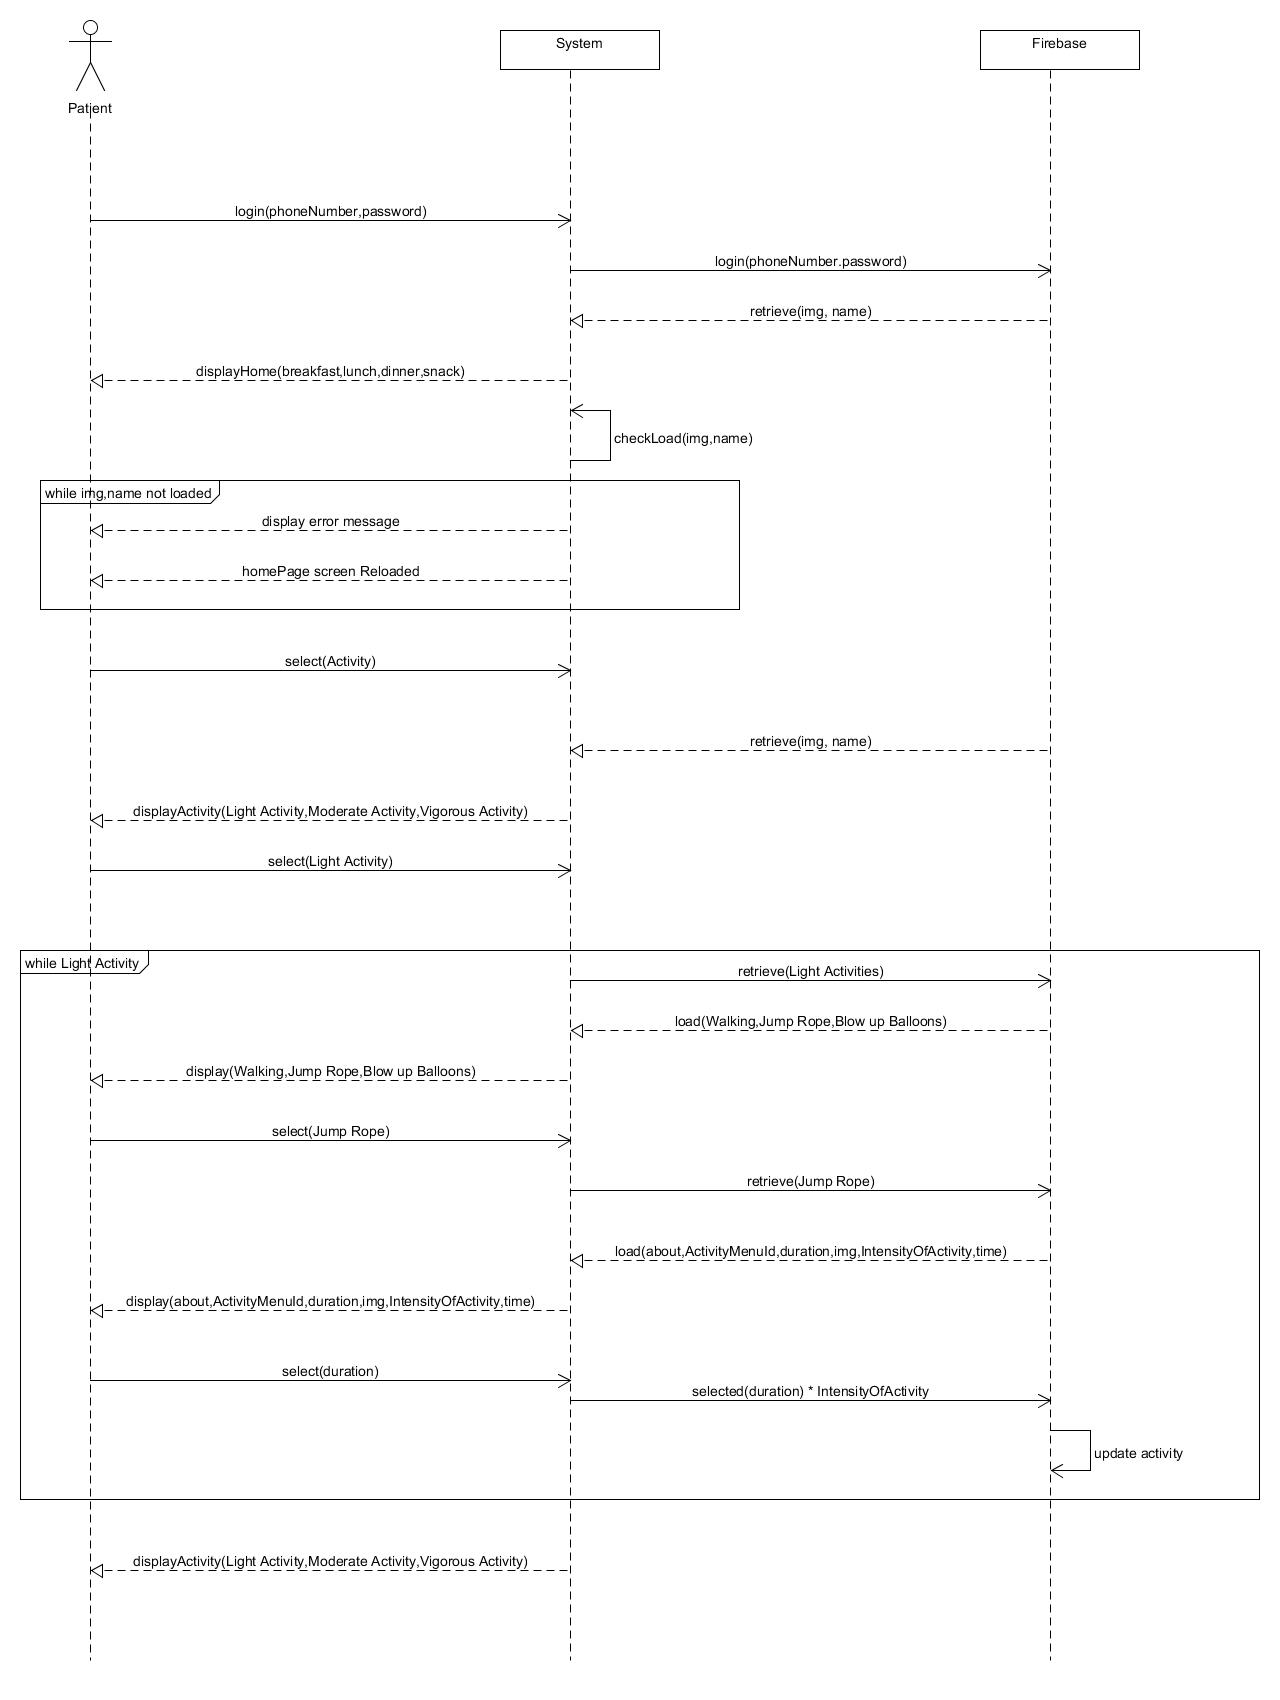 Patient
System
Firebase
login(phoneNumber,password)
login(phoneNumber.password)
retrieve(img, name)
displayHome(breakfast,lunch,dinner,snack)
checkLoad(img,name)
while img,name not loaded
display error message
homePage screen Reloaded
select(Activity)
retrieve(img, name)
displayActivity(Light Activity,Moderate Activity,Vigorous Activity)
select(Light Activity)
while Light Activity
retrieve(Light Activities)
load(Walking,Jump Rope,Blow up Balloons)
display(Walking,Jump Rope,Blow up Balloons)
select(Jump Rope)
retrieve(Jump Rope)
load(about,ActivityMenuId,duration,img,IntensityOfActivity,time)
display(about,ActivityMenuId,duration,img,IntensityOfActivity,time)
select(duration)
selected(duration) * IntensityOfActivity
update activity
displayActivity(Light Activity,Moderate Activity,Vigorous Activity)